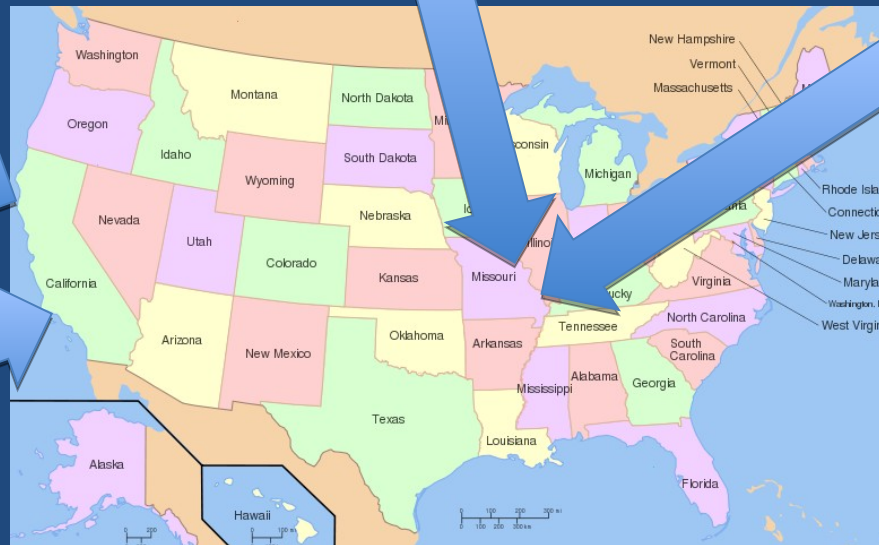 New Hampshire
Vermont
Massachusetts
Washington
Montana
North Dakota
Oregon
Idaho
South Dakota
Wyoming
Michigan
Nebraska
Nevada
Utah
Colorado
Kansas
Missouri
California
Virginia
Arizona
New Mexico
Oklahoma
Arkansas
Tennessee
North Carolina
South
Carolina
Mississippi
Alabama
Georgia
Texas
Louisiana
Florida
Alaska
Hawaii
New
West